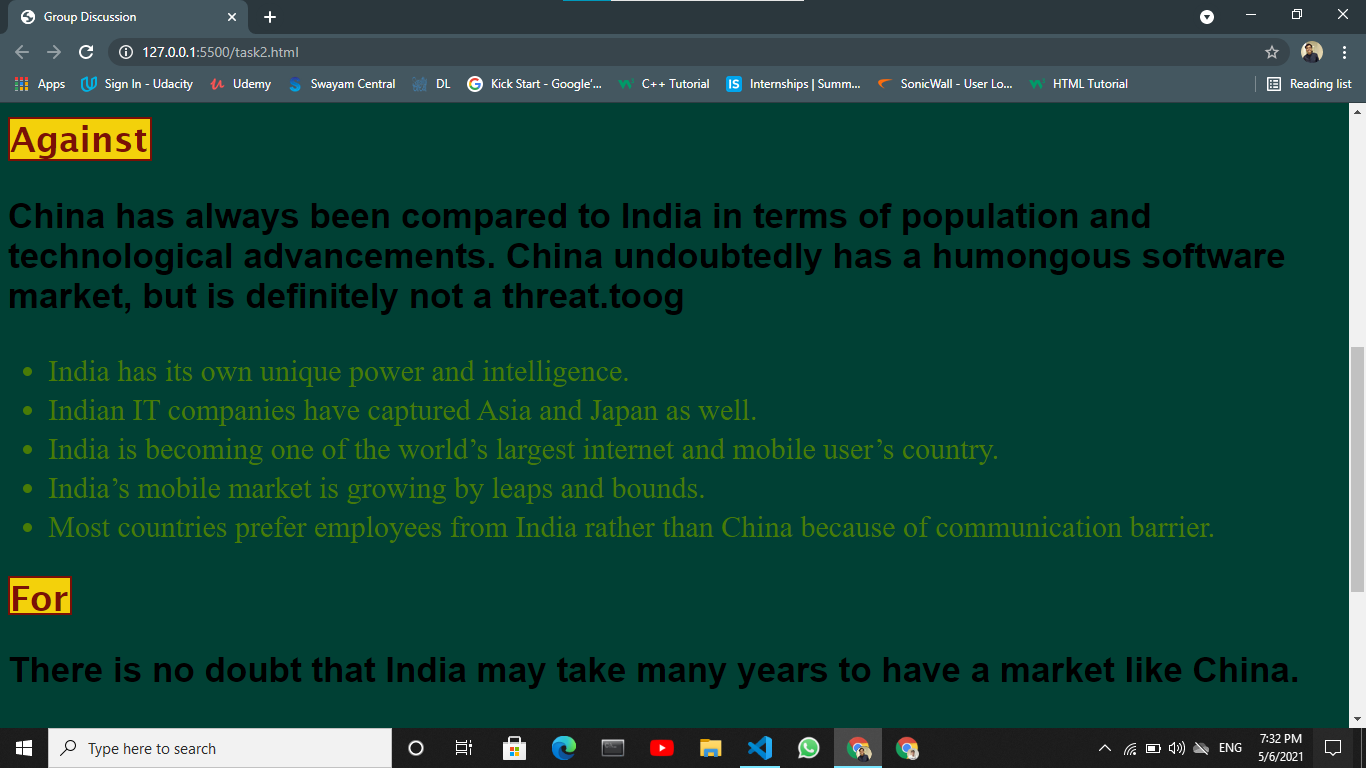 Group Discussion
127.0.0.1:5500/task2.html
Apps Sign In - Udacity Udemy Swayam Central DL Kick Start - Google'... C++ Tutorial IS Internships | Summ... SonicWall - User Lo... HTML Tutorial Reading list
Against
China has always been compared to India in terms of population and
technological advancements. China undoubtedly has a humongous software
market, but is definitely not a threat.toog
India has its own unique power and intelligence.
Indian IT companies have captured Asia and Japan as well.
India is becoming one of the world’s largest internet and mobile user’s country.
India’s mobile market is growing by leaps and bounds.
Most countries prefer employees from India rather than China because of communication barrier.
For
There is no doubt that India may take many years to have a market like China.
Type here to search
ENG
7:32 PM
5/6/2021